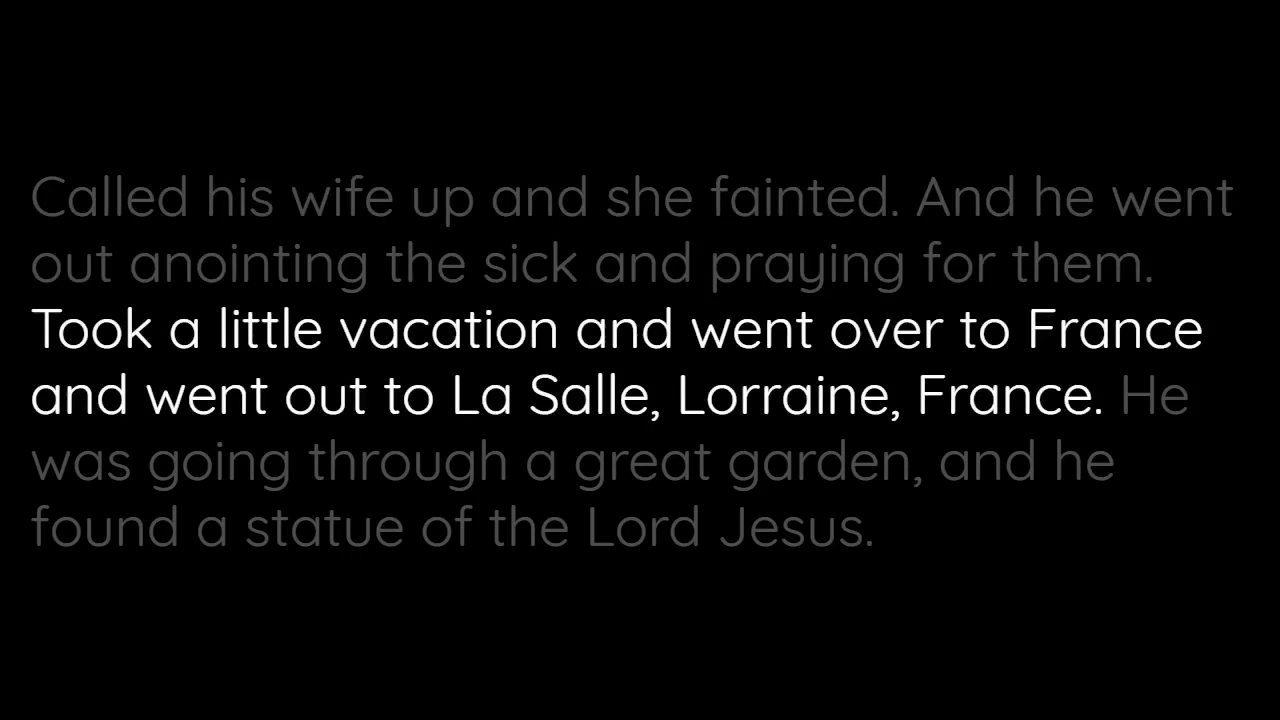 Called his wife up and she fainted. And he went
out anointing the sick and praying for them.
Took a little vacation and went over to France
and went out to La Salle, Lorraine, France. He
was going through a great garden, and he
found a statue of the Lord Jesus.